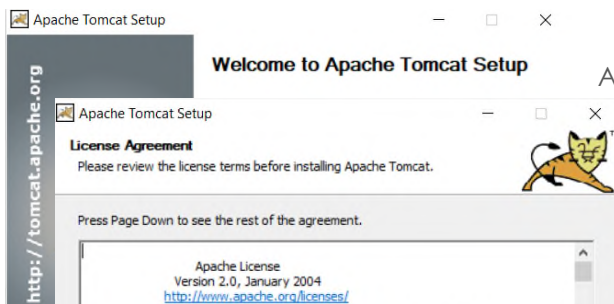 Apache Tomcat Setup
Welcome to Apache Tomcat Setup
A
http://tomcat.apache.org
Apache Tomcat Setup
License Agreement
Please review the license terms before installing Apache Tomcat.
TM
Press Page Down to see the rest of the agreement.
Apache License
Version 2.0, January 2004
http://www.apache.org/licenses/